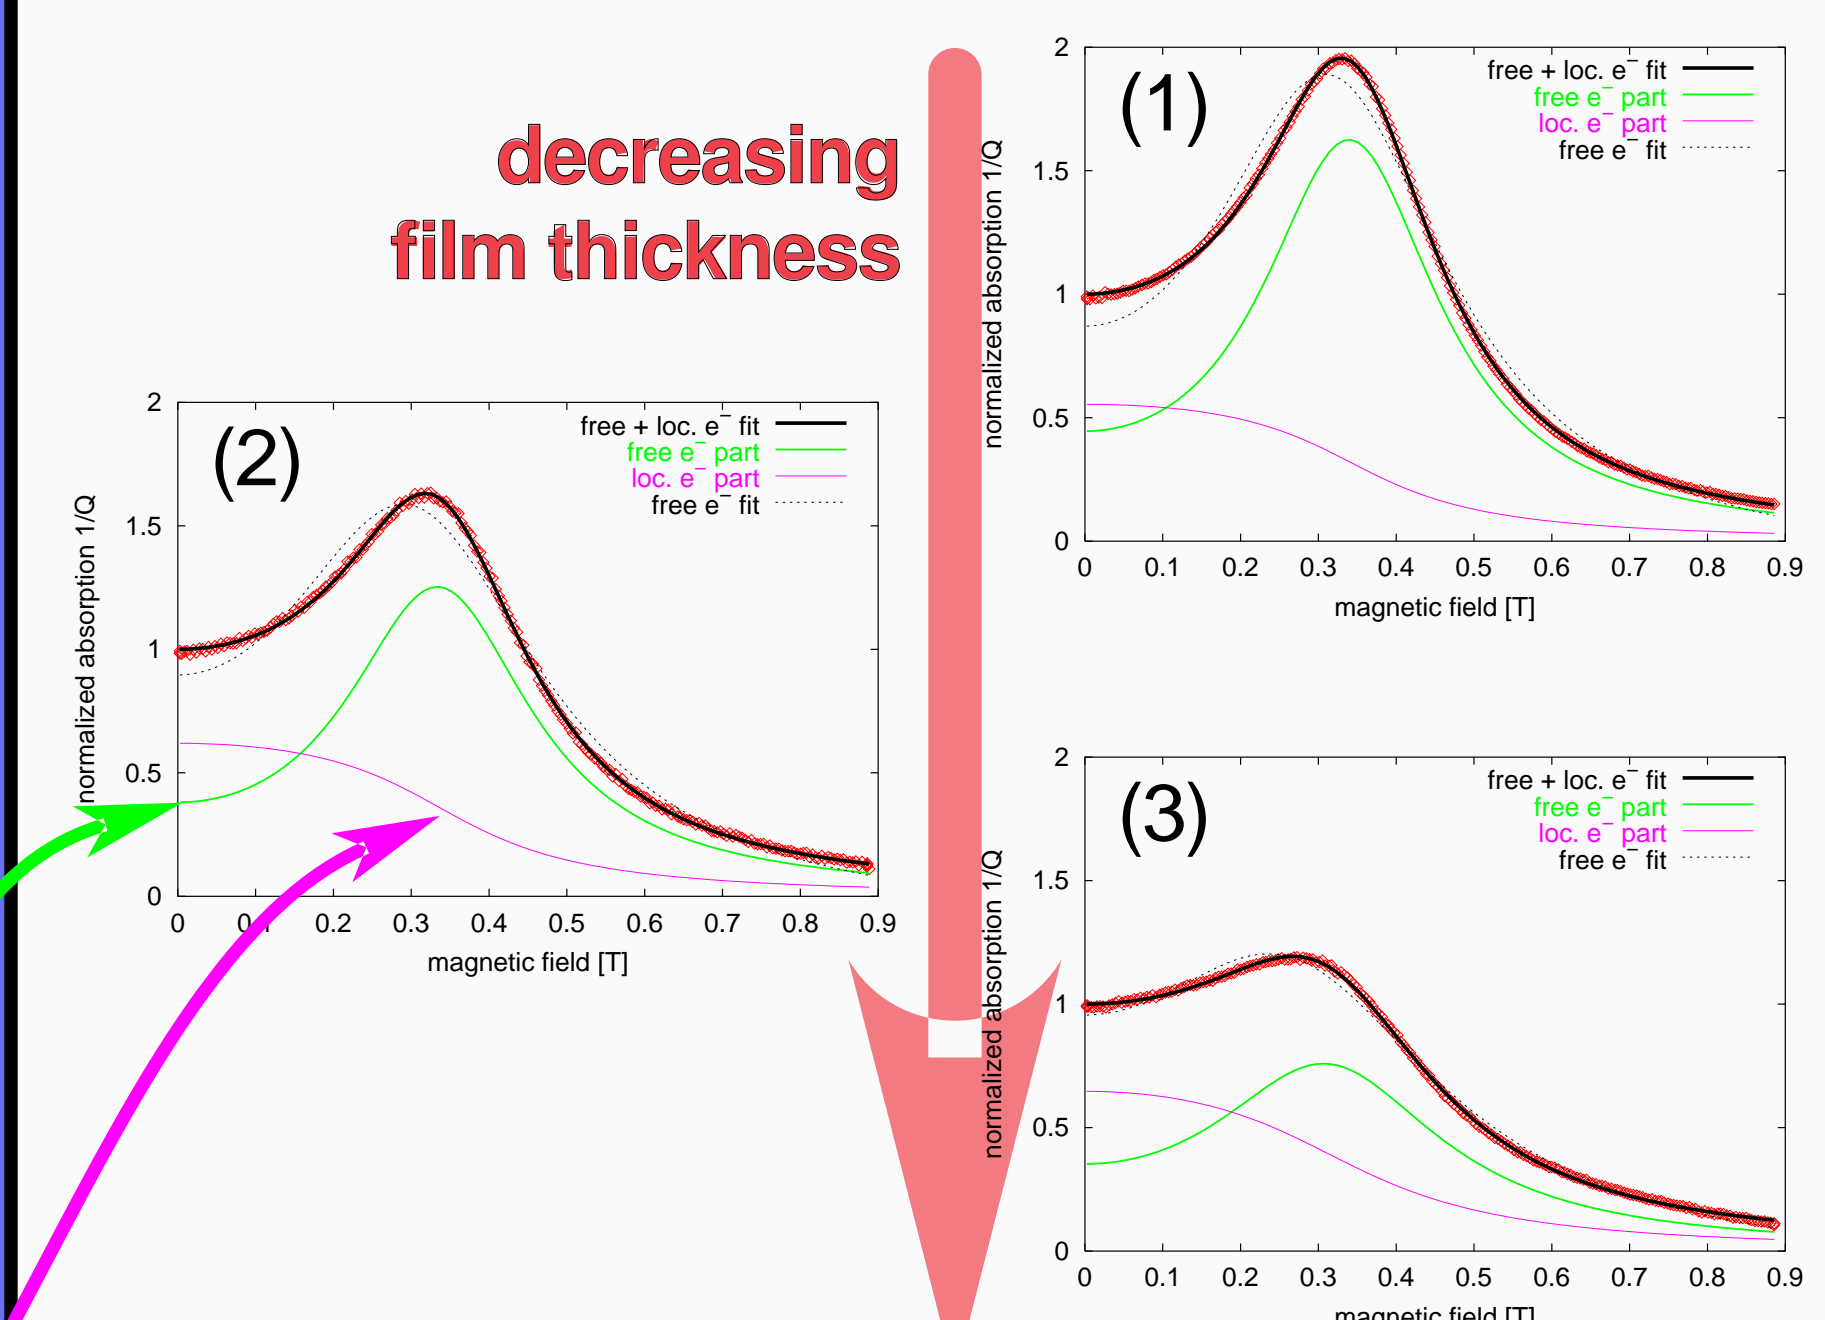 decreasing
film thickness
(1)
free + loc. e⁻ fit
free e⁻ part
loc. e⁻ part
free e⁻ fit
normalized absorption 1/Q
2
1.5
1
0.5
0
0 0.1 0.2 0.3 0.4 0.5 0.6 0.7 0.8 0.9
magnetic field [T]
(2)
free + loc. e⁻ fit
free e⁻ part
loc. e⁻ part
free e⁻ fit
normalized absorption 1/Q
2
1.5
1
0.5
0
0 0.1 0.2 0.3 0.4 0.5 0.6 0.7 0.8 0.9
magnetic field [T]
(3)
free + loc. e⁻ fit
free e⁻ part
loc. e⁻ part
free e⁻ fit
normalized absorption 1/Q
2
1.5
1
0.5
0
0 0.1 0.2 0.3 0.4 0.5 0.6 0.7 0.8 0.9
magnetic field [T]